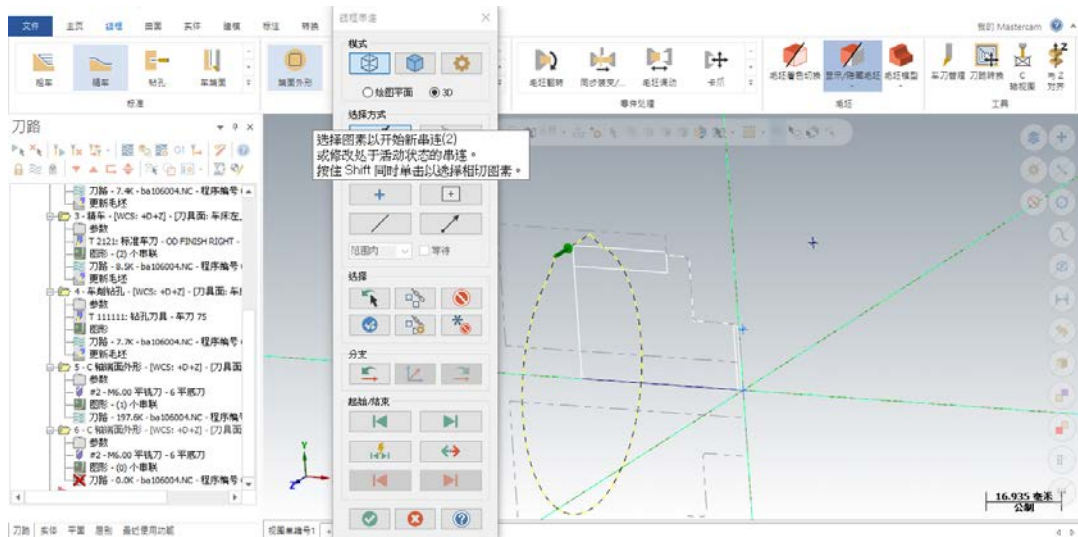 文件 主页 线框 曲面 实体 建模 标注 转换
线框串连
我的 Mastercam
粗车 精车 钻孔 车端面
端面外形
毛坯翻转 同步装夹/... 毛坯滑动 卡爪
毛坯着色切换 显示/隐藏毛坯 毛坯模型
车刀管理 刀路转换 C 轴视图 与 Z 对齐
标准
零件处理
毛坯
工具
模式
绘图平面 3D
选择方式
选择图素以开始新串连(2)
或修改处于活动状态的串连。
按住 Shift 同时单击以选择相切图素。
范围内 等待
选择
分支
起始/结束
刀路
刀路 - 7.4K - ba106004.NC - 程序编号
更新毛坯
3 - 精车 - [WCS: +D+Z] - [刀具面: 车床左
参数
T 2121: 标准车刀 - OD FINISH RIGHT -
图形 - (2) 个串联
刀路 - 8.5K - ba106004.NC - 程序编号
更新毛坯
4 - 车削钻孔 - [WCS: +D+Z] - [刀具面: 车
参数
T 111111: 钻孔刀具 - 车刀 75
图形
刀路 - 7.7K - ba106004.NC - 程序编号
更新毛坯
5 - C 轴端面外形 - [WCS: +D+Z] - [刀具面
参数
#2 - M6.00 平铣刀 - 6 平底刀
图形 - (1) 个串联
刀路 - 197.6K - ba106004.NC - 程序编
6 - C 轴端面外形 - [WCS: +D+Z] - [刀具面
参数
#2 - M6.00 平铣刀 - 6 平底刀
图形 - (0) 个串联
刀路 - 0.0K - ba106004.NC - 程序编号
Y
Z
16.935 毫米
公制
刀路 实体 平面 层别 最近使用功能
视图单编号1